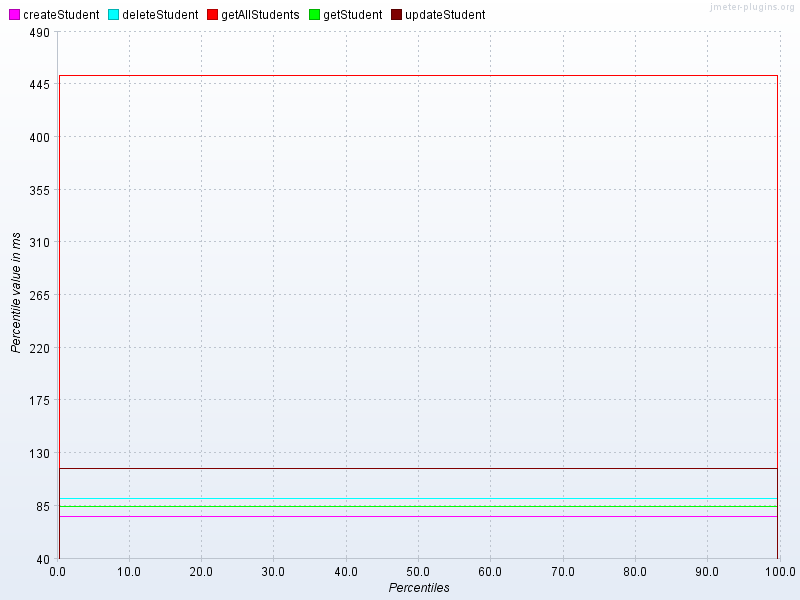 jmeter-plugins.org
createStudent deleteStudent getAllStudents getStudent updateStudent
490
445
400
355
310
265
220
175
130
85
40
Percentile value in ms
0.0 10.0 20.0 30.0 40.0 50.0 60.0 70.0 80.0 90.0 100.0
Percentiles